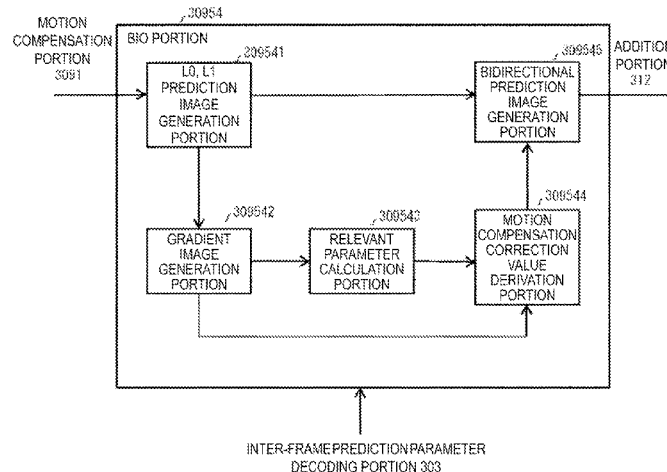 30954
MOTION
COMPENSATION
PORTION
3091
BIO PORTION
309541
L0, L1
PREDICTION
IMAGE
GENERATION
PORTION
309545
BIDIRECTIONAL
PREDICTION
IMAGE
GENERATION
PORTION
ADDITION
PORTION
312
309542
GRADIENT
IMAGE
GENERATION
PORTION
309543
RELEVANT
PARAMETER
CALCULATION
PORTION
309544
MOTION
COMPENSATION
CORRECTION
VALUE
DERIVATION
PORTION
INTER-FRAME PREDICTION PARAMETER
DECODING PORTION 303